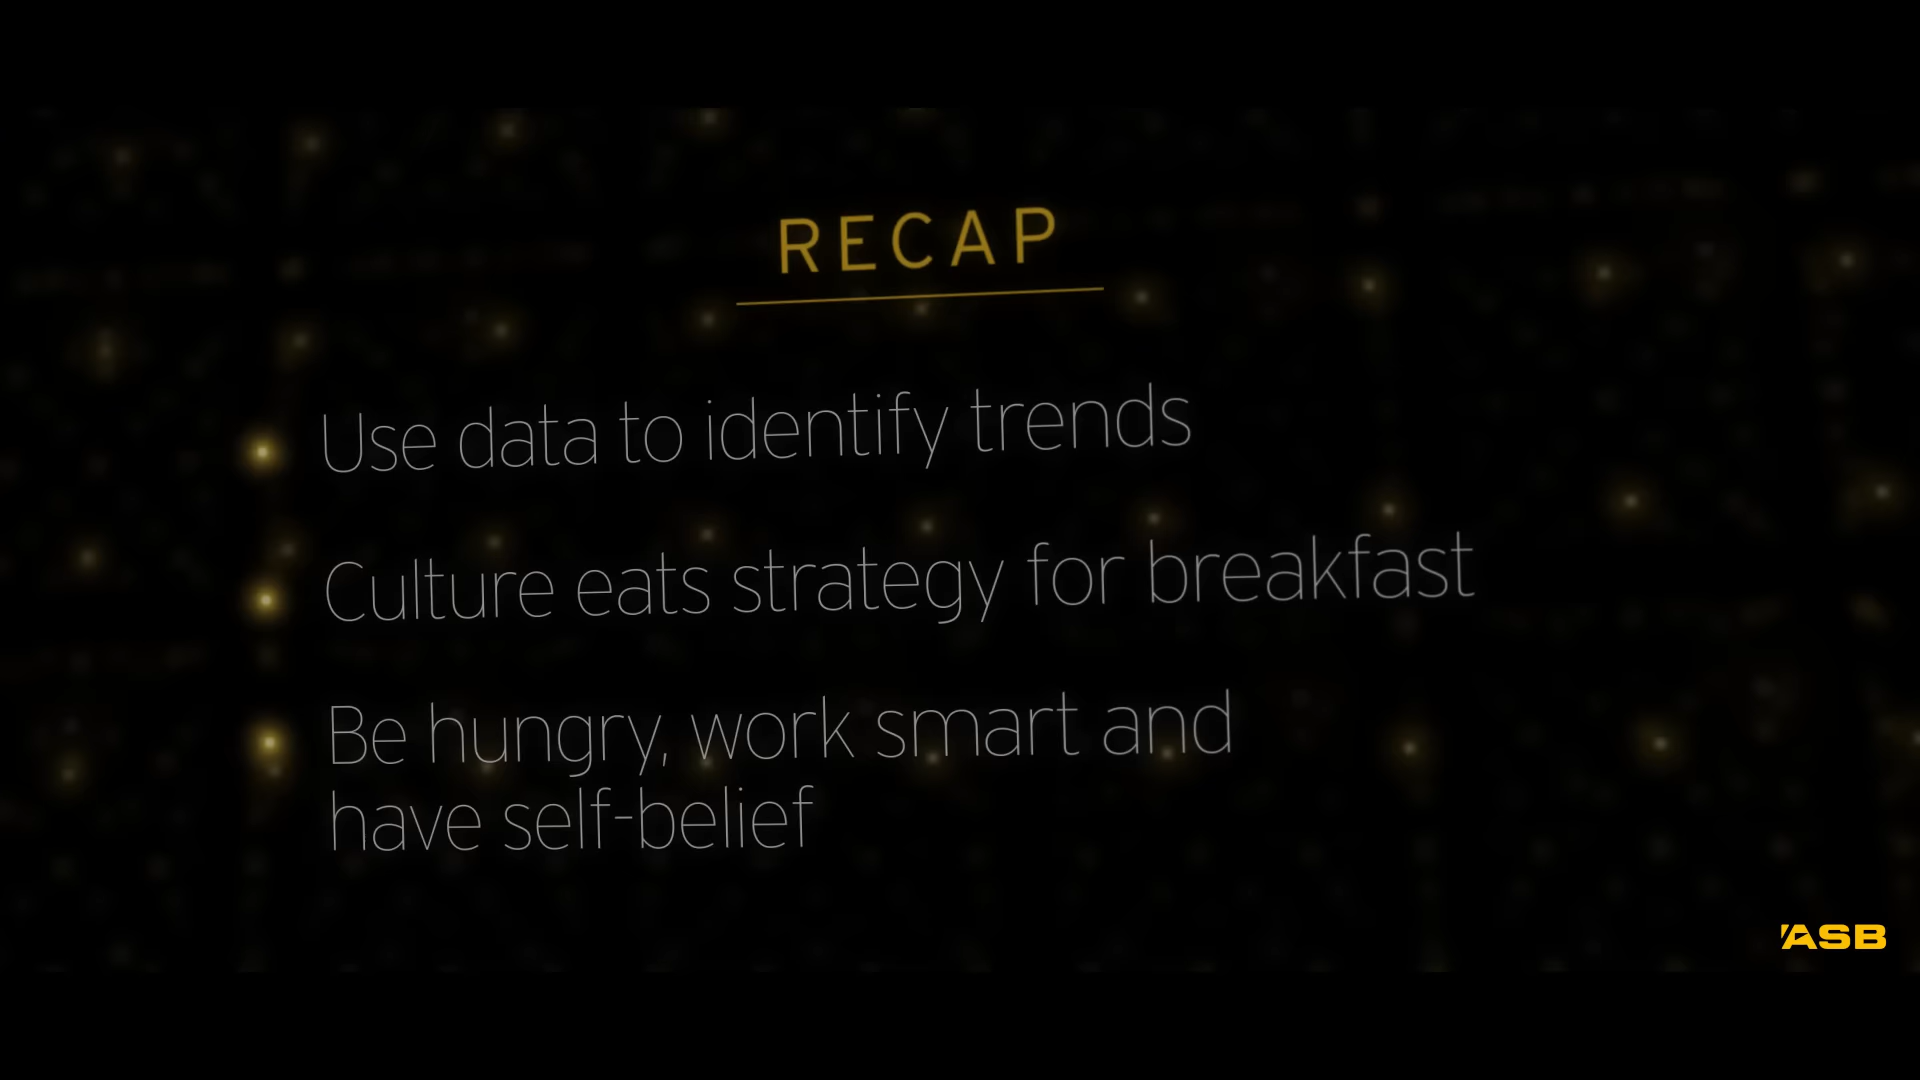 RECAP
Use data to identify trends
Culture eats strategy for breakfast
Be hungry, work smart and
have self-belief
ASB